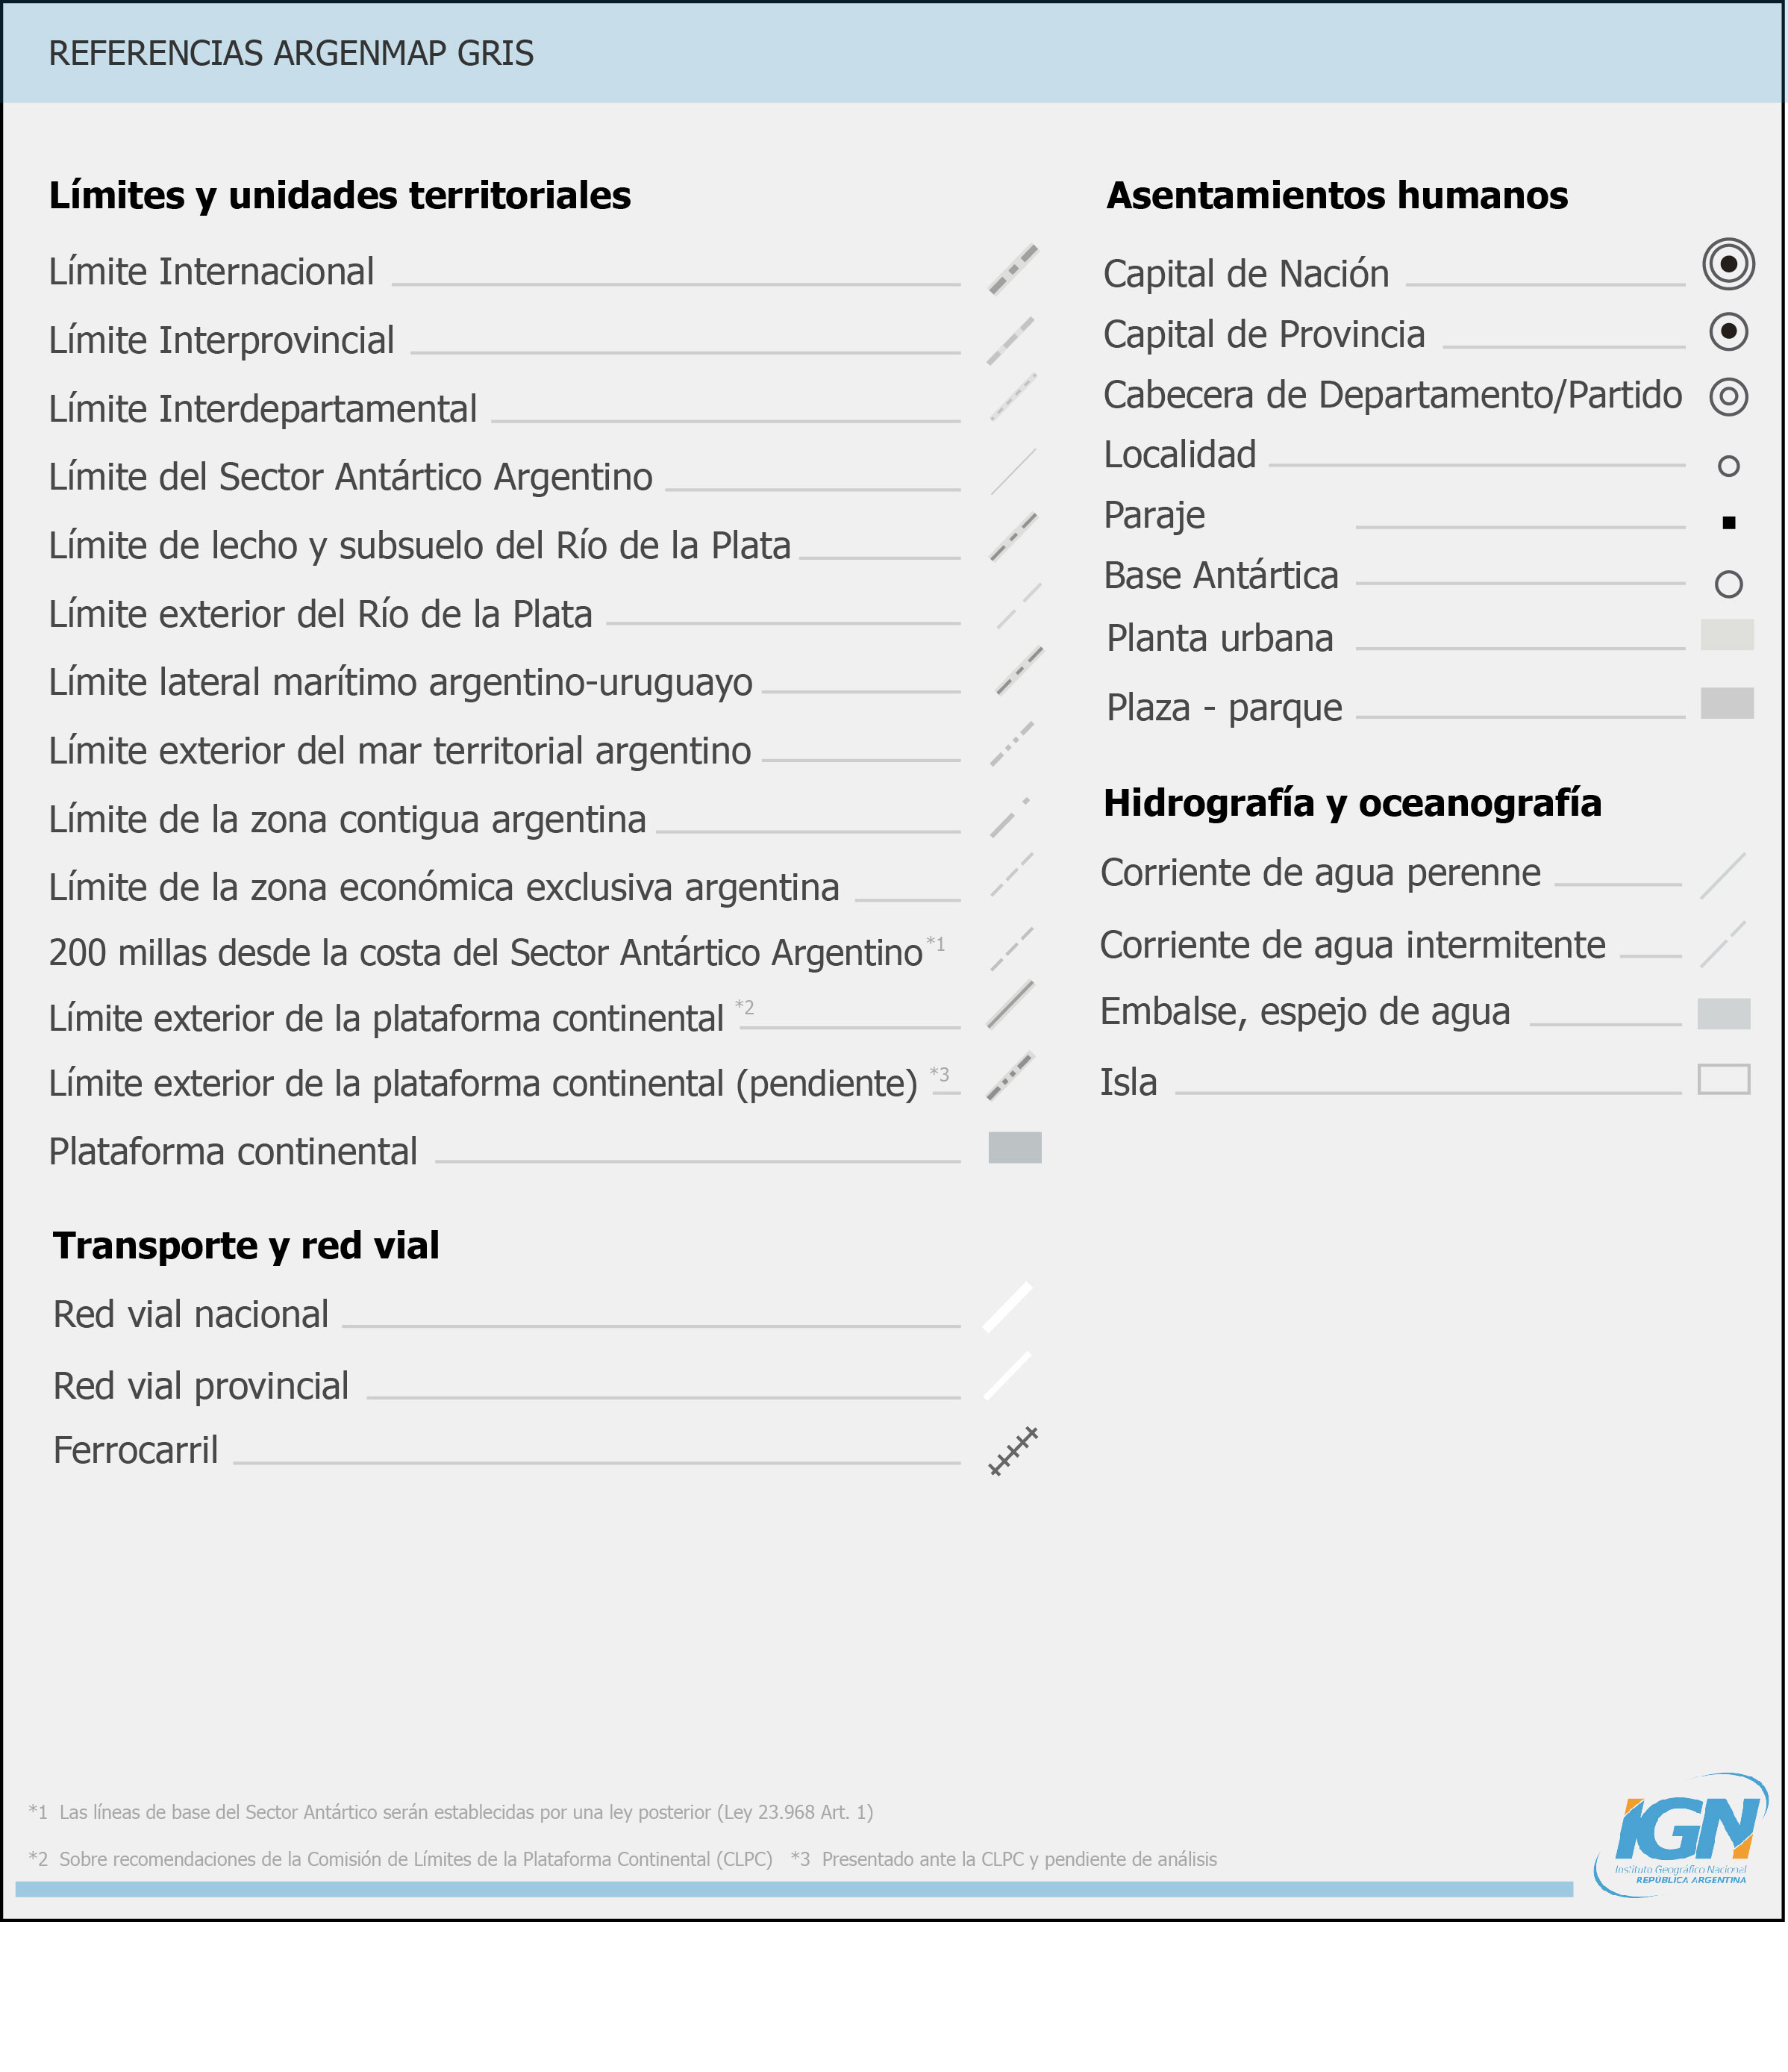 REFERENCIAS ARGENMAP GRIS
Límites y unidades territoriales
Límite Internacional
Límite Interprovincial
Límite Interdepartamental
Límite del Sector Antártico Argentino
Límite de lecho y subsuelo del Río de la Plata
Límite exterior del Río de la Plata
Límite lateral marítimo argentino-uruguayo
Límite exterior del mar territorial argentino
Límite de la zona contigua argentina
Límite de la zona económica exclusiva argentina
200 millas desde la costa del Sector Antártico Argentino *1
Límite exterior de la plataforma continental *2
Límite exterior de la plataforma continental (pendiente) *3
Plataforma continental
Transporte y red vial
Red vial nacional
Red vial provincial
Ferrocarril
Asentamientos humanos
Capital de Nación
Capital de Provincia
Cabecera de Departamento/Partido
Localidad
Paraje
Base Antártica
Planta urbana
Plaza - parque
Hidrografía y oceanografía
Corriente de agua perenne
Corriente de agua intermitente
Embalse, espejo de agua
Isla
*1 Las líneas de base del Sector Antártico serán establecidas por una ley posterior (Ley 23.968 Art. 1)
*2 Sobre recomendaciones de la Comisión de Límites de la Plataforma Continental (CLPC) *3 Presentado ante la CLPC y pendiente de análisis
IGN
Instituto Geográfico Nacional
REPÚBLICA ARGENTINA